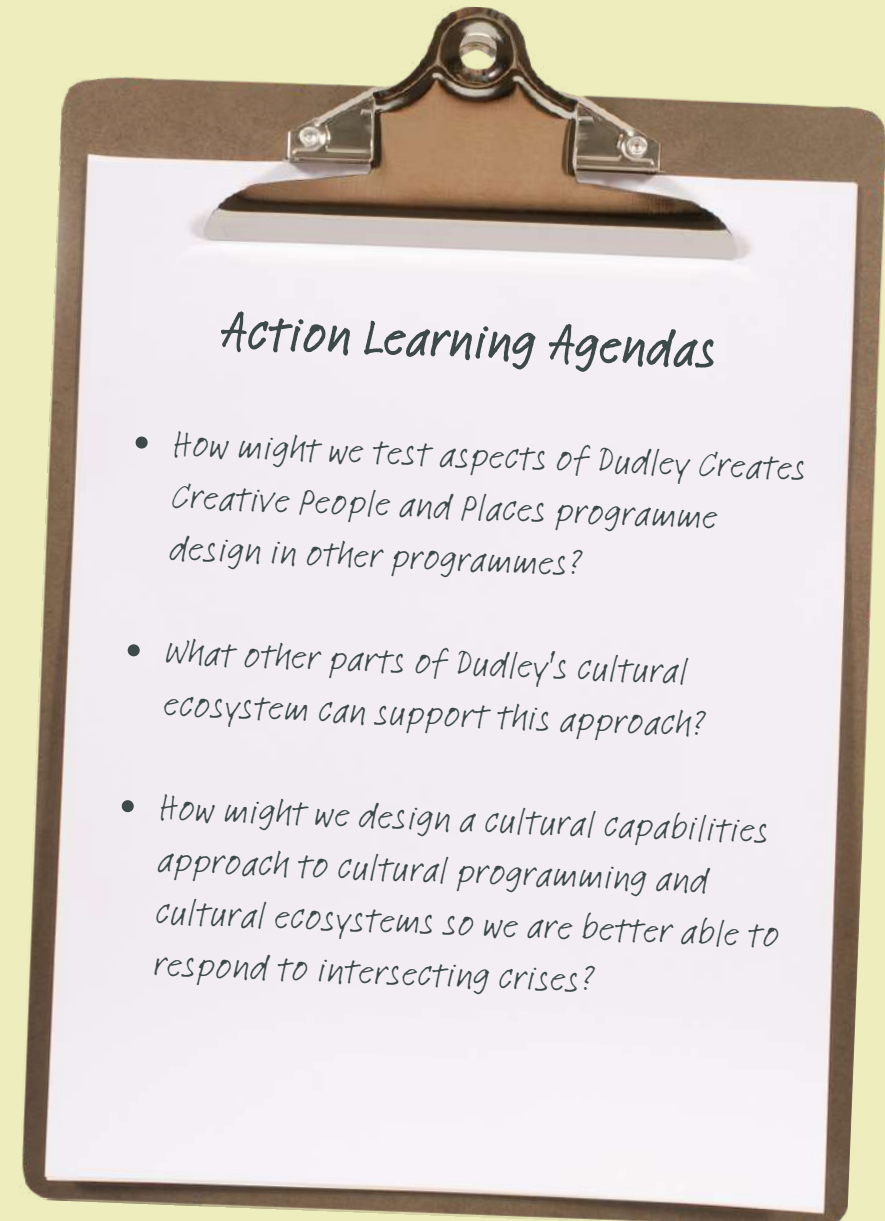 Action Learning Agendas
• How might we test aspects of Dudley Creates
Creative People and Places programme
design in other programmes?
• What other parts of Dudley's cultural
ecosystem can support this approach?
• How might we design a cultural capabilities
approach to cultural programming and
cultural ecosystems so we are better able to
respond to intersecting crises?